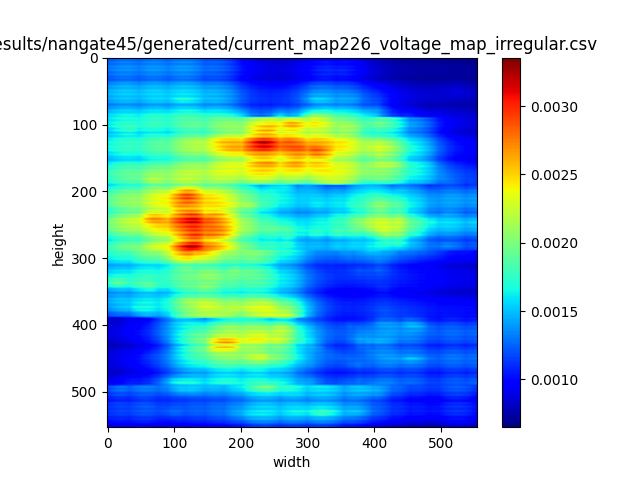 esults/nangate45/generated/current_map226_voltage_map_irregular.csv
0
100
200
300
400
500
height
0 100 200 300 400 500
width
0.0030
0.0025
0.0020
0.0015
0.0010